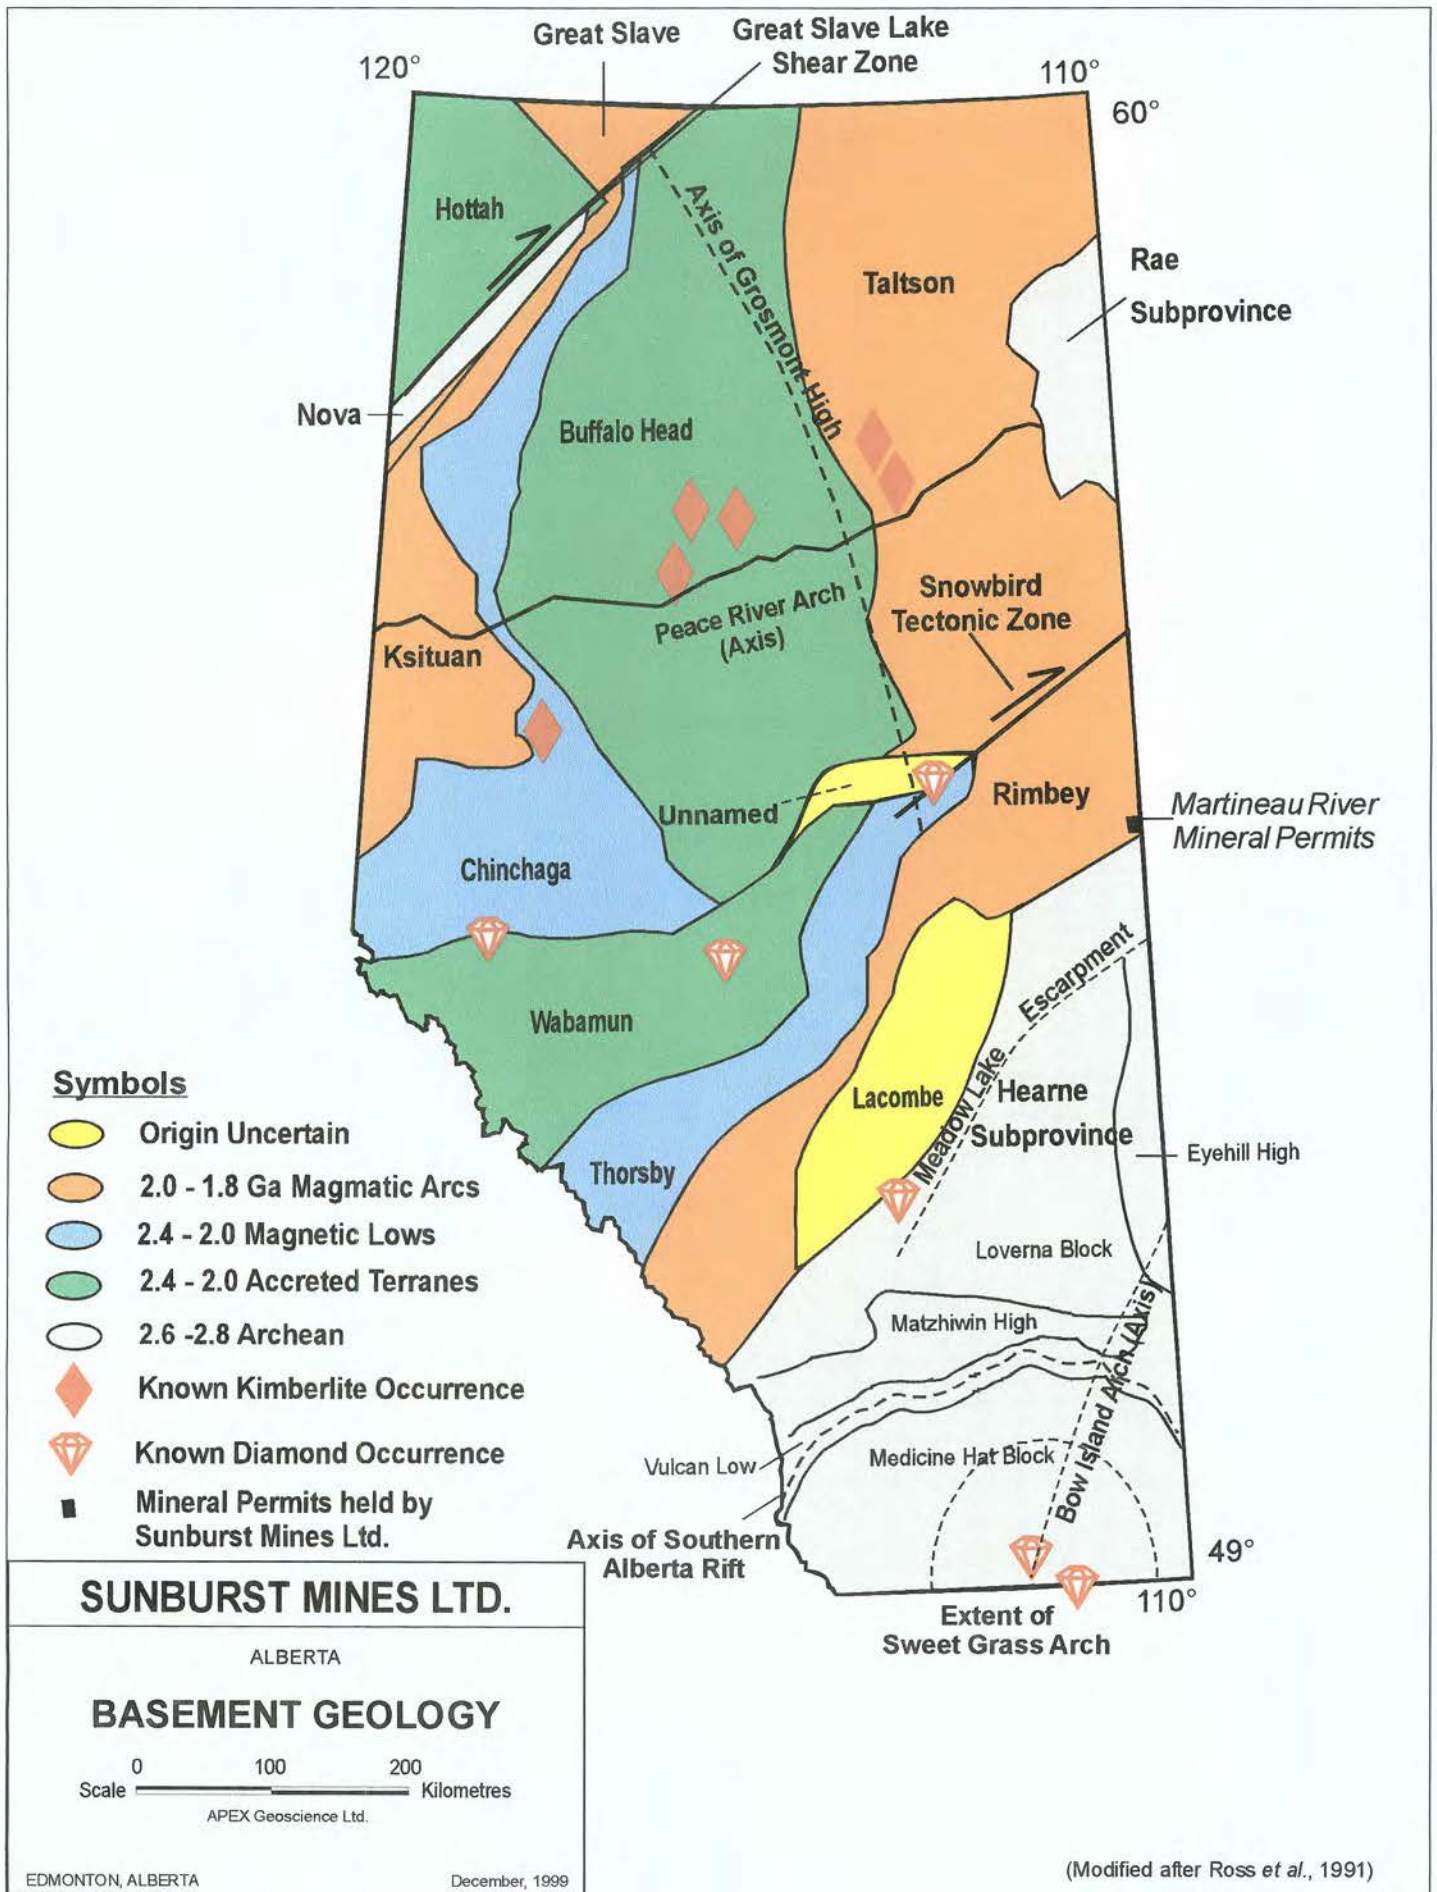 Great Slave
Great Slave Lake
Shear Zone
120°
110°
60°
Hottah
Axis of Grosmont High
Taltson
Rae
Subprovince
Nova
Buffalo Head
Snowbird
Tectonic Zone
Peace River Arch
(Axis)
Ksituan
Unnamed
Rimbey
Martineau River
Mineral Permits
Chinchaga
Wabamun
Meadow Lake Escarpment
Lacombe
Hearne
Subprovince
Eyehill High
Thorsby
Loverna Block
Matzhiwin High
Bow Island Arch (Axis)
Medicine Hat Block
Vulcan Low
Axis of Southern
Alberta Rift
49°
110°
Extent of
Sweet Grass Arch
Symbols
Origin Uncertain
2.0 - 1.8 Ga Magmatic Arcs
2.4 - 2.0 Magnetic Lows
2.4 - 2.0 Accreted Terranes
2.6 -2.8 Archean
Known Kimberlite Occurrence
Known Diamond Occurrence
Mineral Permits held by
Sunburst Mines Ltd.
SUNBURST MINES LTD.
ALBERTA
BASEMENT GEOLOGY
0 100 200
Scale Kilometres
APEX Geoscience Ltd.
EDMONTON, ALBERTA December, 1999
(Modified after Ross et al., 1991)